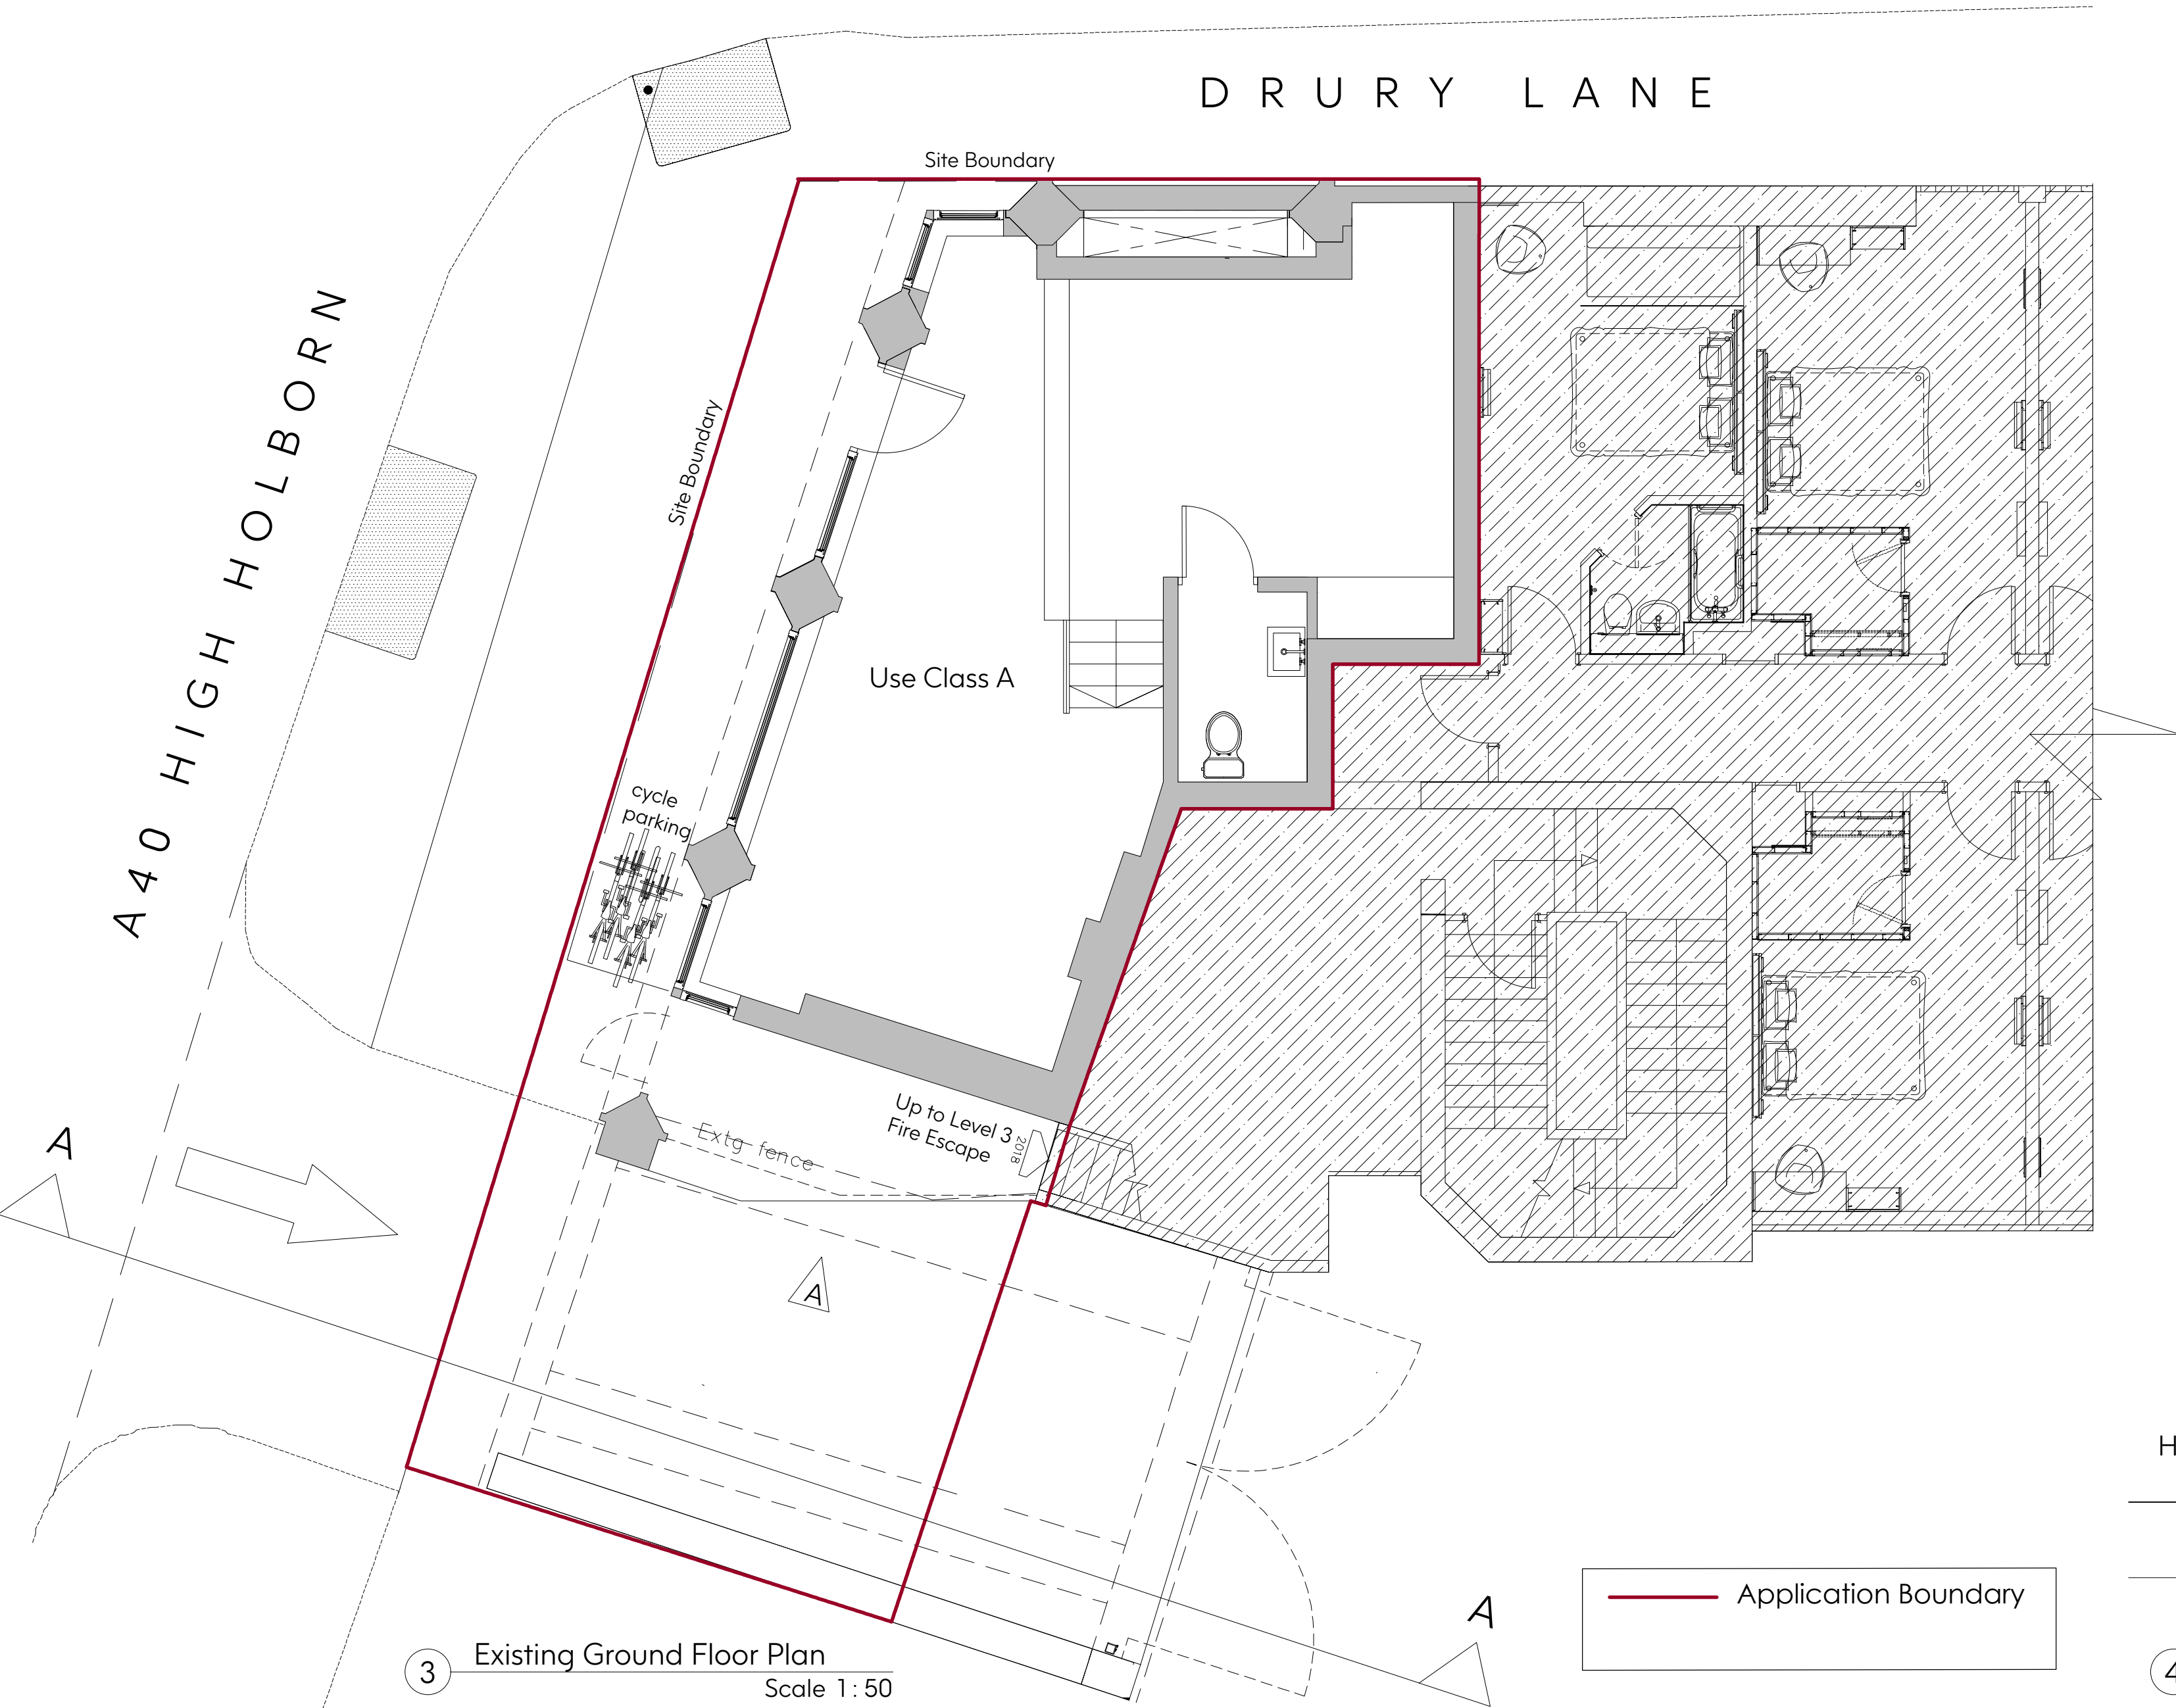 DRURY LANE
Site Boundary
A40 HIGH HOLBORN
Site Boundary
Use Class A
cycle
parking
Up to Level 3
Fire Escape
2018
Extg fence
A
A
A
H
Application Boundary
3
Existing Ground Floor Plan
Scale 1:50
4